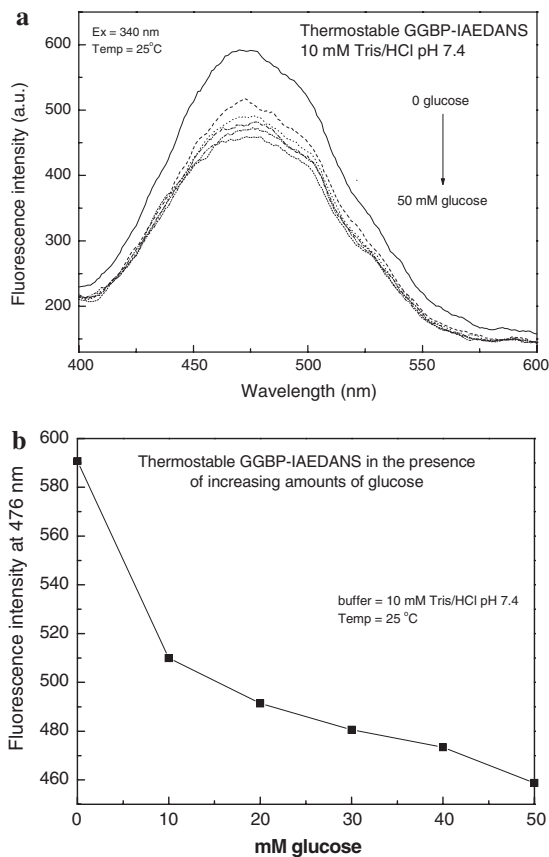 a
Ex = 340 nm
Temp = 25°C
Thermostable GGBP-IAEDANS
10 mM Tris/HCl pH 7.4
0 glucose
50 mM glucose
600
500
400
300
200
400
450
500
550
600
Fluorescence intensity (a.u.)
Wavelength (nm)
b
Thermostable GGBP-IAEDANS in the presence
of increasing amounts of glucose
buffer = 10 mM Tris/HCl pH 7.4
Temp = 25 °C
600
580
560
540
520
500
480
460
0
10
20
30
40
50
Fluorescence intensity at 476 nm
mM glucose